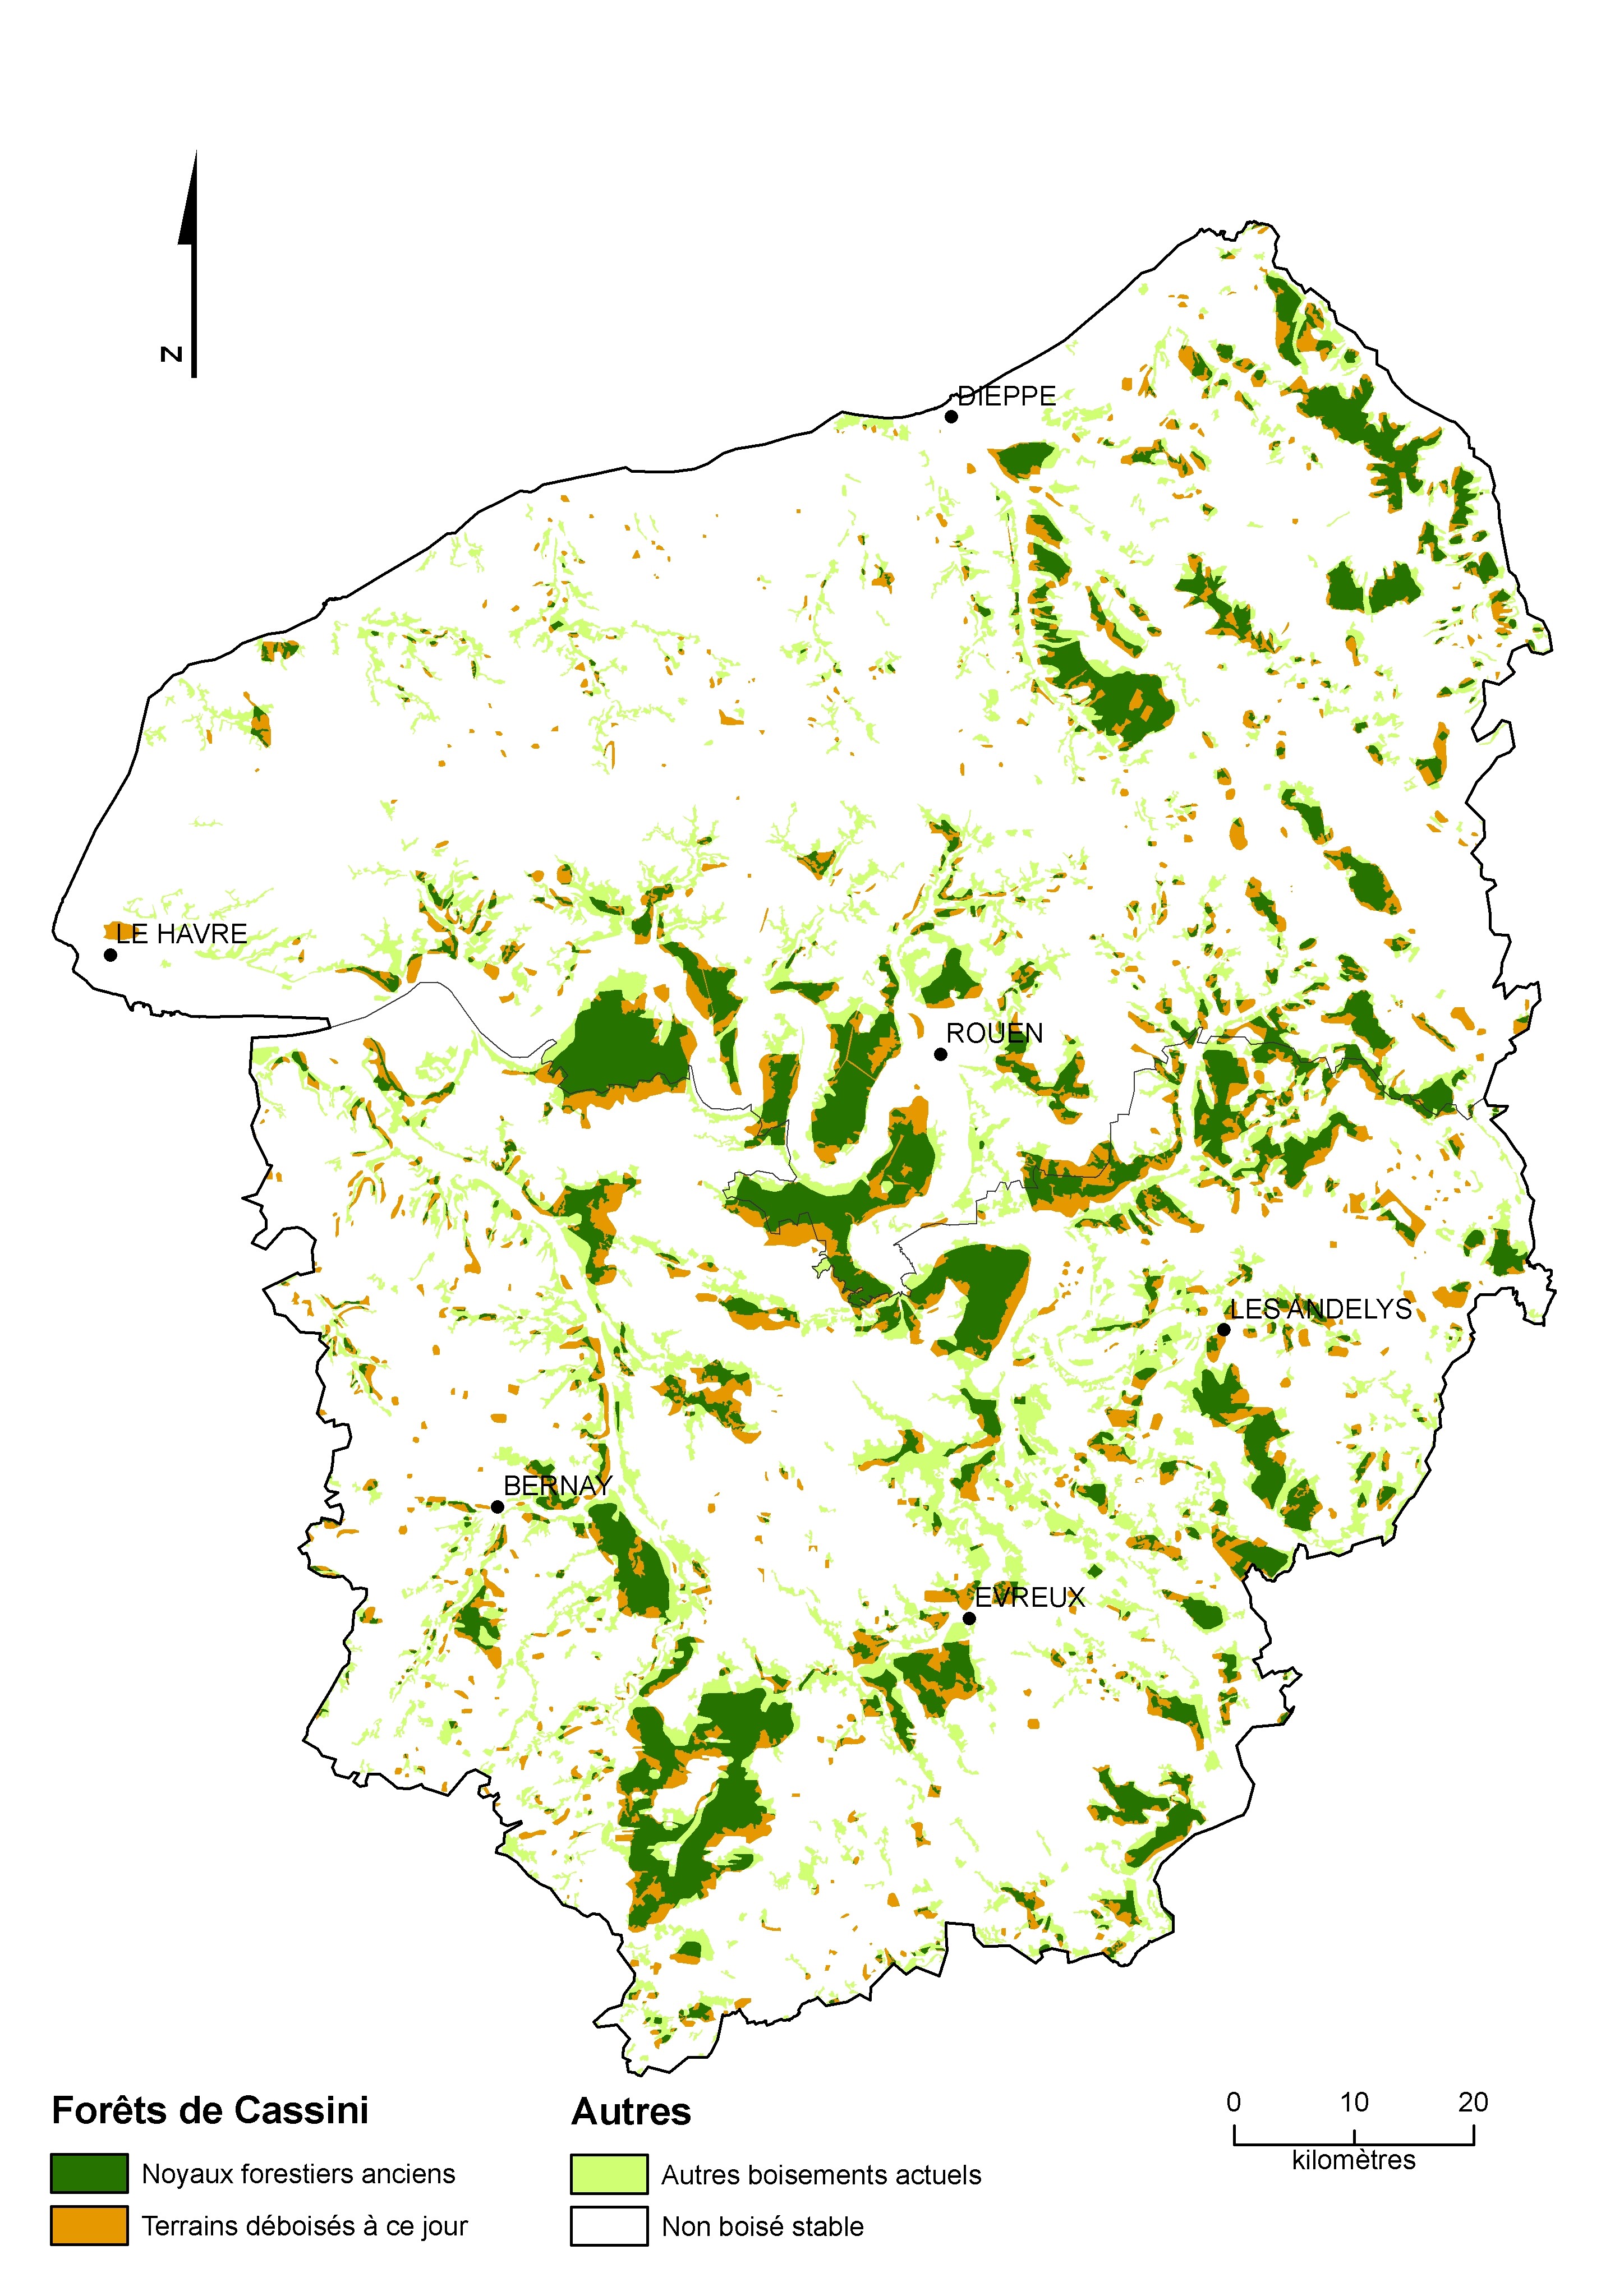 N
DIEPPE
LE HAVRE
ROUEN
LES ANDELYS
BERNAY
EVREUX
Forêts de Cassini
Noyaux forestiers anciens
Terrains déboisés à ce jour
Autres
Autres boisements actuels
Non boisé stable
0 10 20
kilomètres